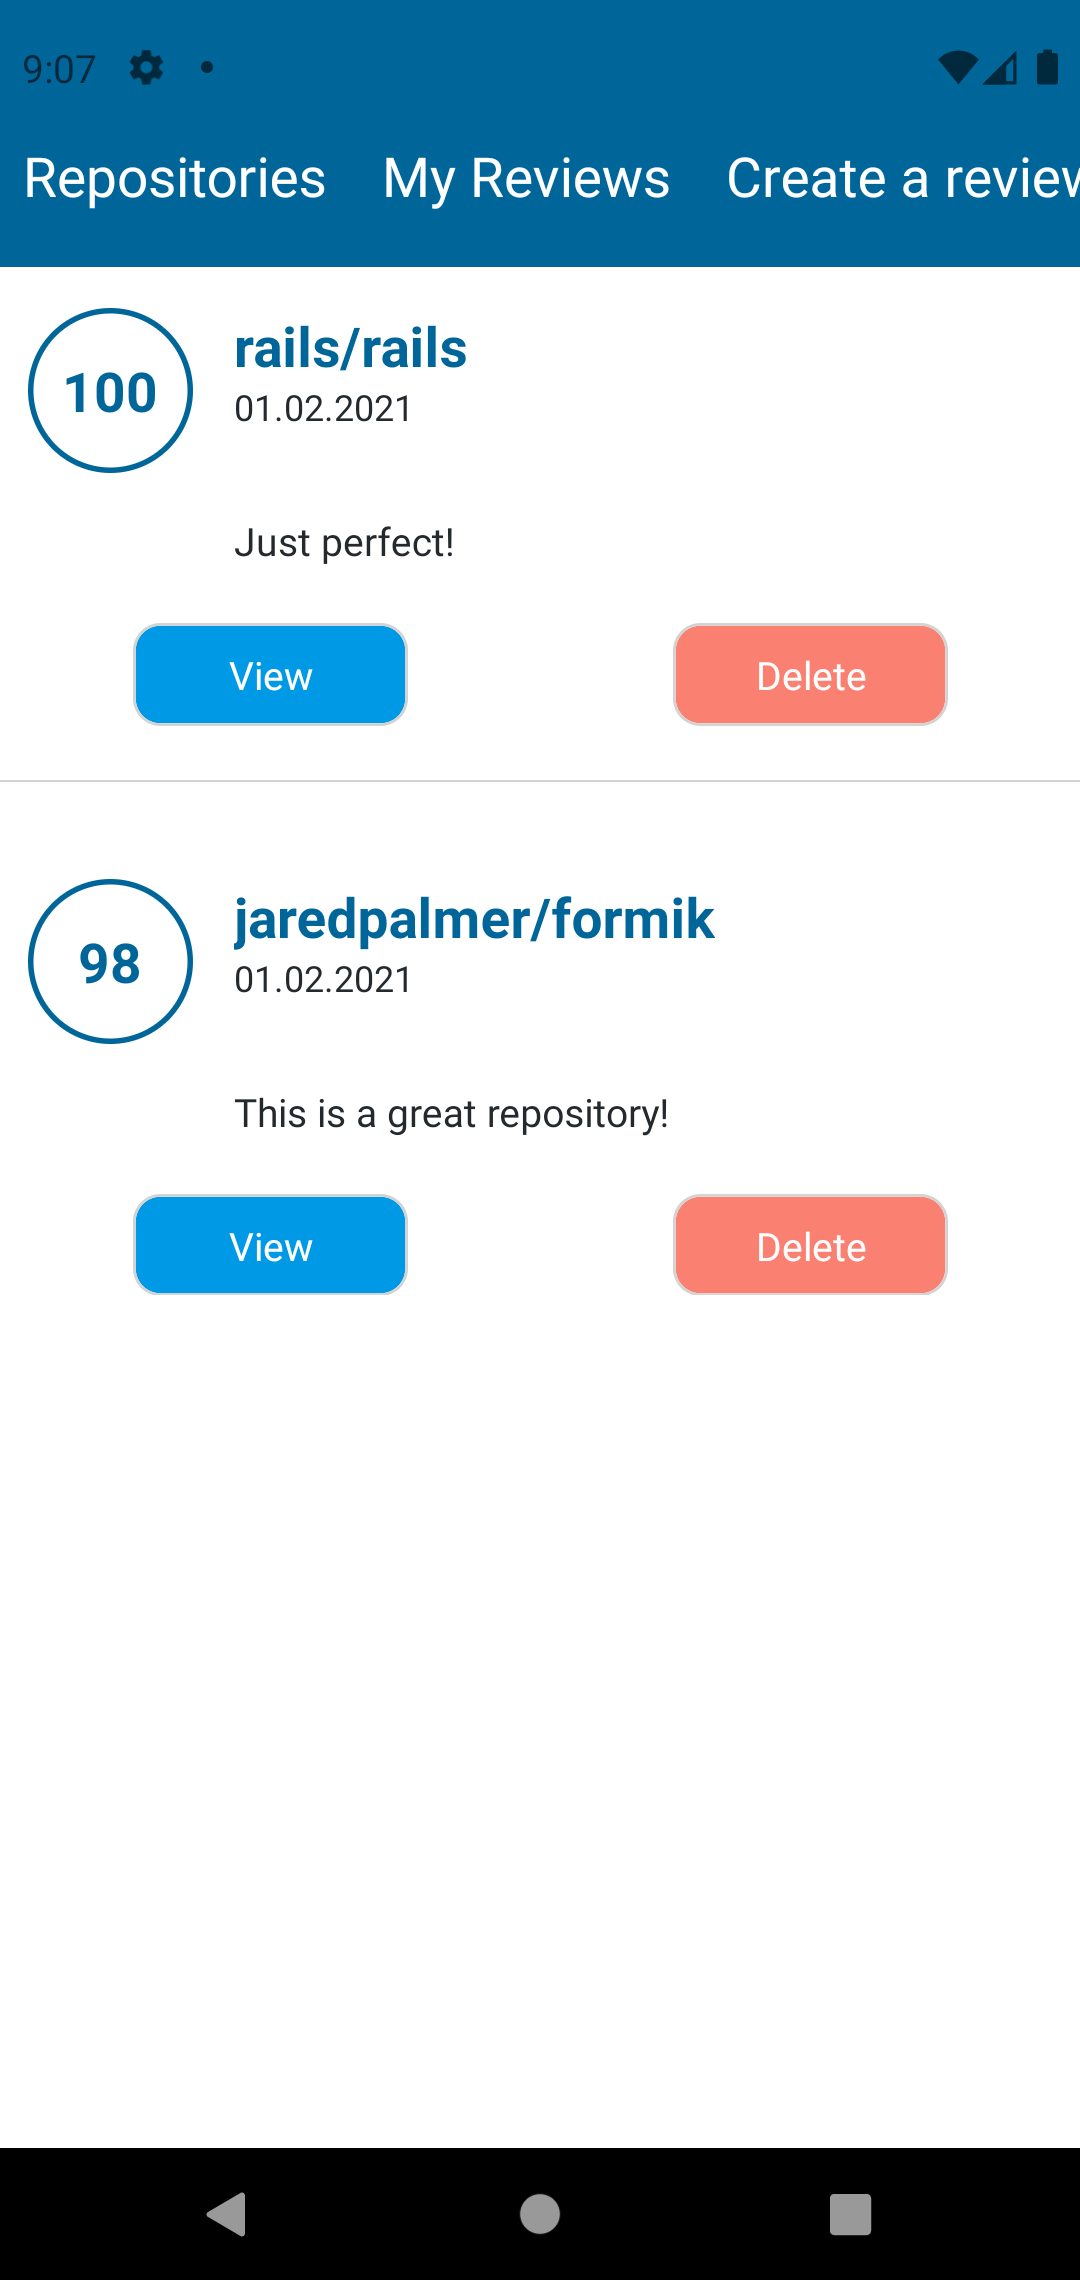 9:07
Repositories My Reviews Create a review
100 rails/rails
01.02.2021
Just perfect!
View Delete
98 jaredpalmer/formik
01.02.2021
This is a great repository!
View Delete